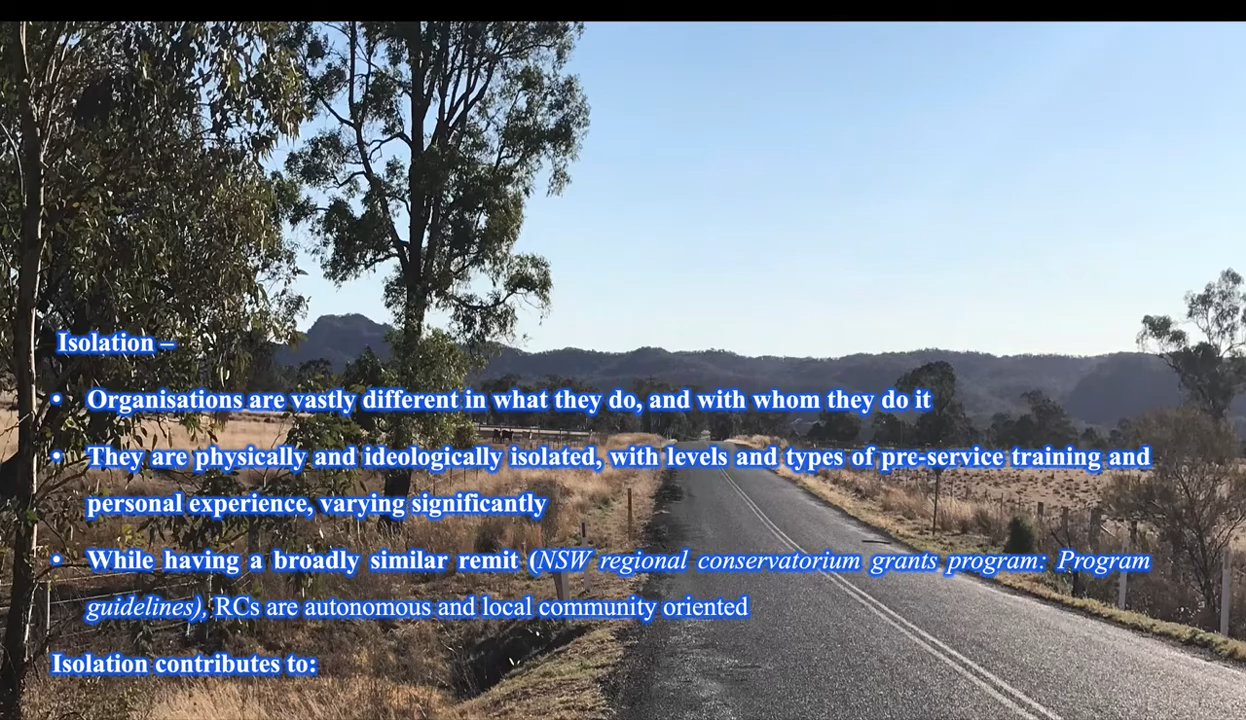 Isolation –
• Organisations are vastly different in what they do, and with whom they do it
• They are physically and ideologically isolated, with levels and types of pre-service training and
personal experience, varying significantly
• While having a broadly similar remit (NSW regional conservatorium grants program: Program
guidelines), RCs are autonomous and local community oriented
Isolation contributes to: